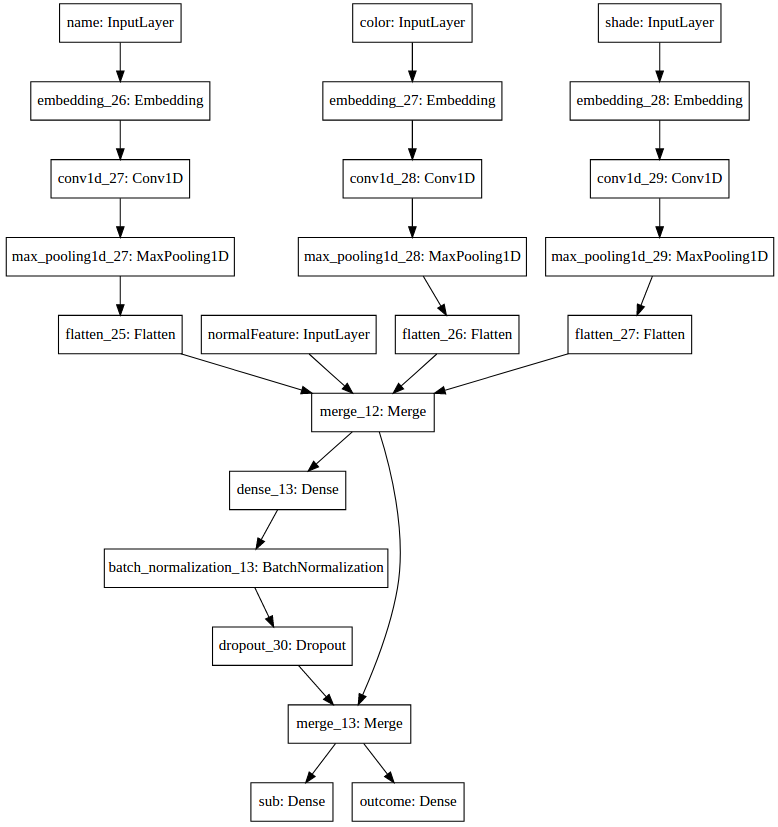 name: InputLayer
color: InputLayer
shade: InputLayer
embedding_26: Embedding
embedding_27: Embedding
embedding_28: Embedding
conv1d_27: Conv1D
conv1d_28: Conv1D
conv1d_29: Conv1D
max_pooling1d_27: MaxPooling1D
max_pooling1d_28: MaxPooling1D
max_pooling1d_29: MaxPooling1D
flatten_25: Flatten
normalFeature: InputLayer
flatten_26: Flatten
flatten_27: Flatten
merge_12: Merge
dense_13: Dense
batch_normalization_13: BatchNormalization
dropout_30: Dropout
merge_13: Merge
sub: Dense
outcome: Dense